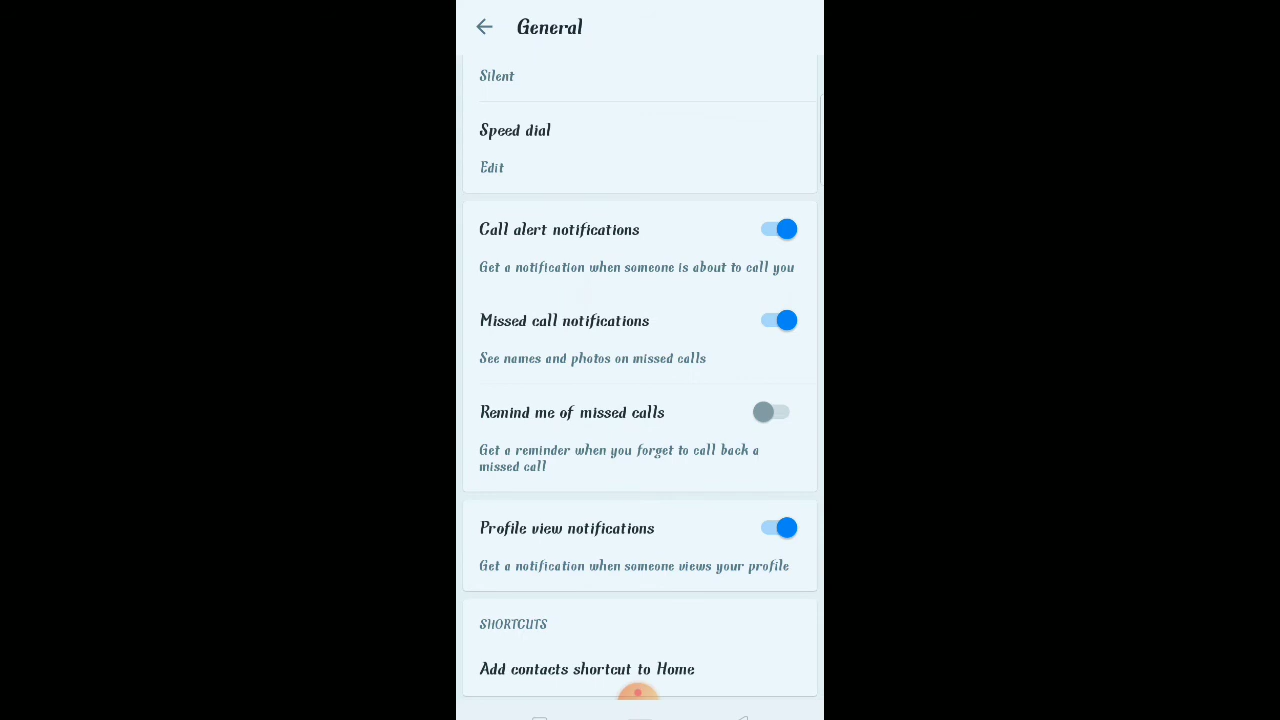 General
Silent
Speed dial
Edit
Call alert notifications
Get a notification when someone is about to call you
Missed call notifications
See names and photos on missed calls
Remind me of missed calls
Get a reminder when you forget to call back a
missed call
Profile view notifications
Get a notification when someone views your profile
SHORTCUTS
Add contacts shortcut to Home